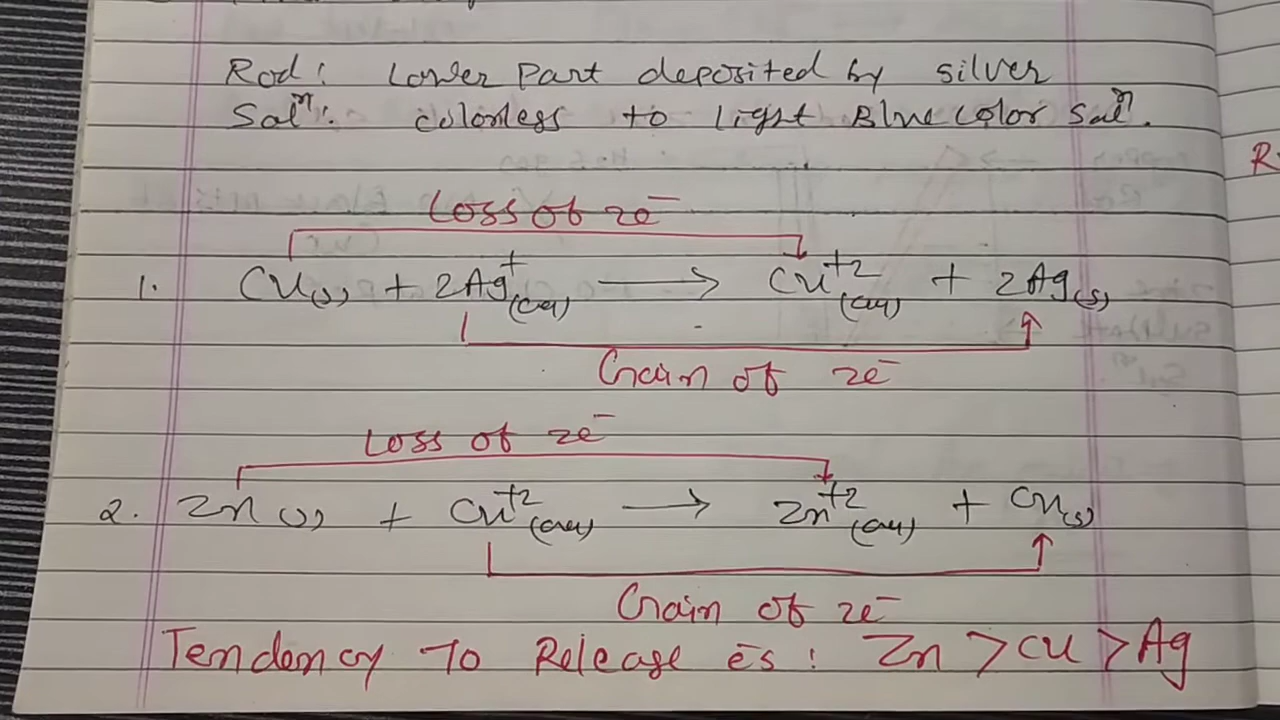 Rod: Lower Part deposited by silver
Solⁿ: colorless to Light Blue color Solⁿ.
Loss of 2e⁻
1. Cu(s) + 2Ag⁺(aq) ⟶ Cu⁺²(aq) + 2Ag(s)
Gain of 2e⁻
Loss of 2e⁻
2. Zn(s) + Cu⁺²(aq) ⟶ Zn⁺²(aq) + Cu(s)
Gain of 2e⁻
Tendency To Release e⁻s : Zn > Cu > Ag